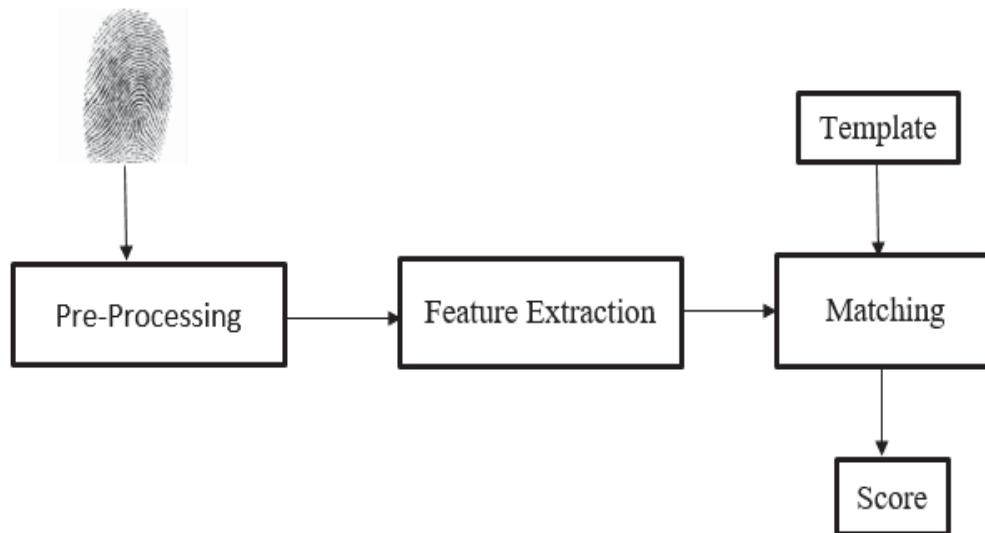 Template
Pre-Processing
Feature Extraction
Matching
Score